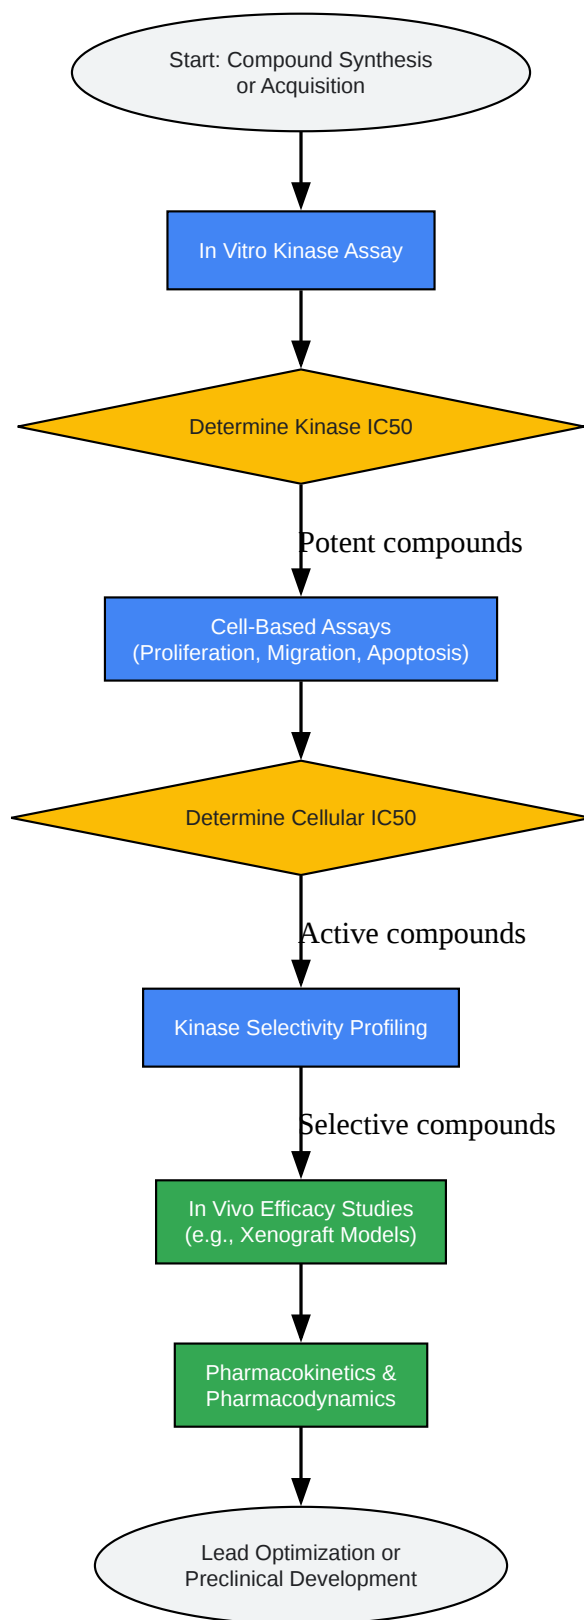 Start: Compound Synthesis
or Acquisition
In Vitro Kinase Assay
Determine Kinase IC50
Potent compounds
Cell-Based Assays
(Proliferation, Migration, Apoptosis)
Determine Cellular IC50
Active compounds
Kinase Selectivity Profiling
Selective compounds
In Vivo Efficacy Studies
(e.g., Xenograft Models)
Pharmacokinetics &
Pharmacodynamics
Lead Optimization or
Preclinical Development